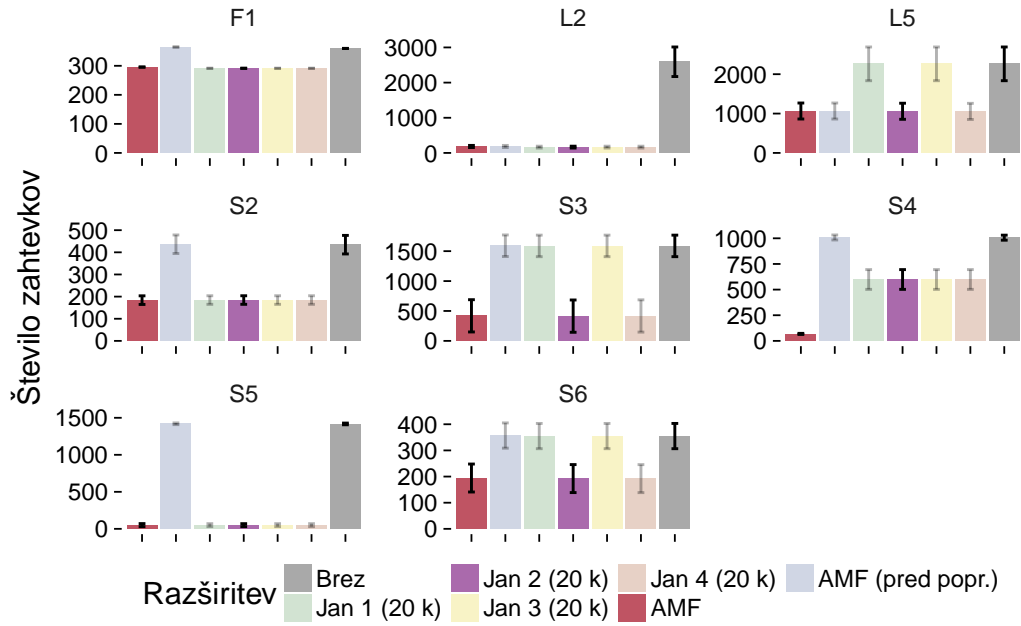 F1
L2
L5
300
200
100
0
3000
2000
1000
0
2000
1000
0
Število zahtevkov
S2
S3
S4
500
400
300
200
100
0
1500
1000
500
0
1000
750
500
250
0
S5
S6
1500
1000
500
0
400
300
200
100
0
Razširitev
Brez
Jan 2 (20 k)
Jan 4 (20 k)
AMF (pred popr.)
Jan 1 (20 k)
Jan 3 (20 k)
AMF